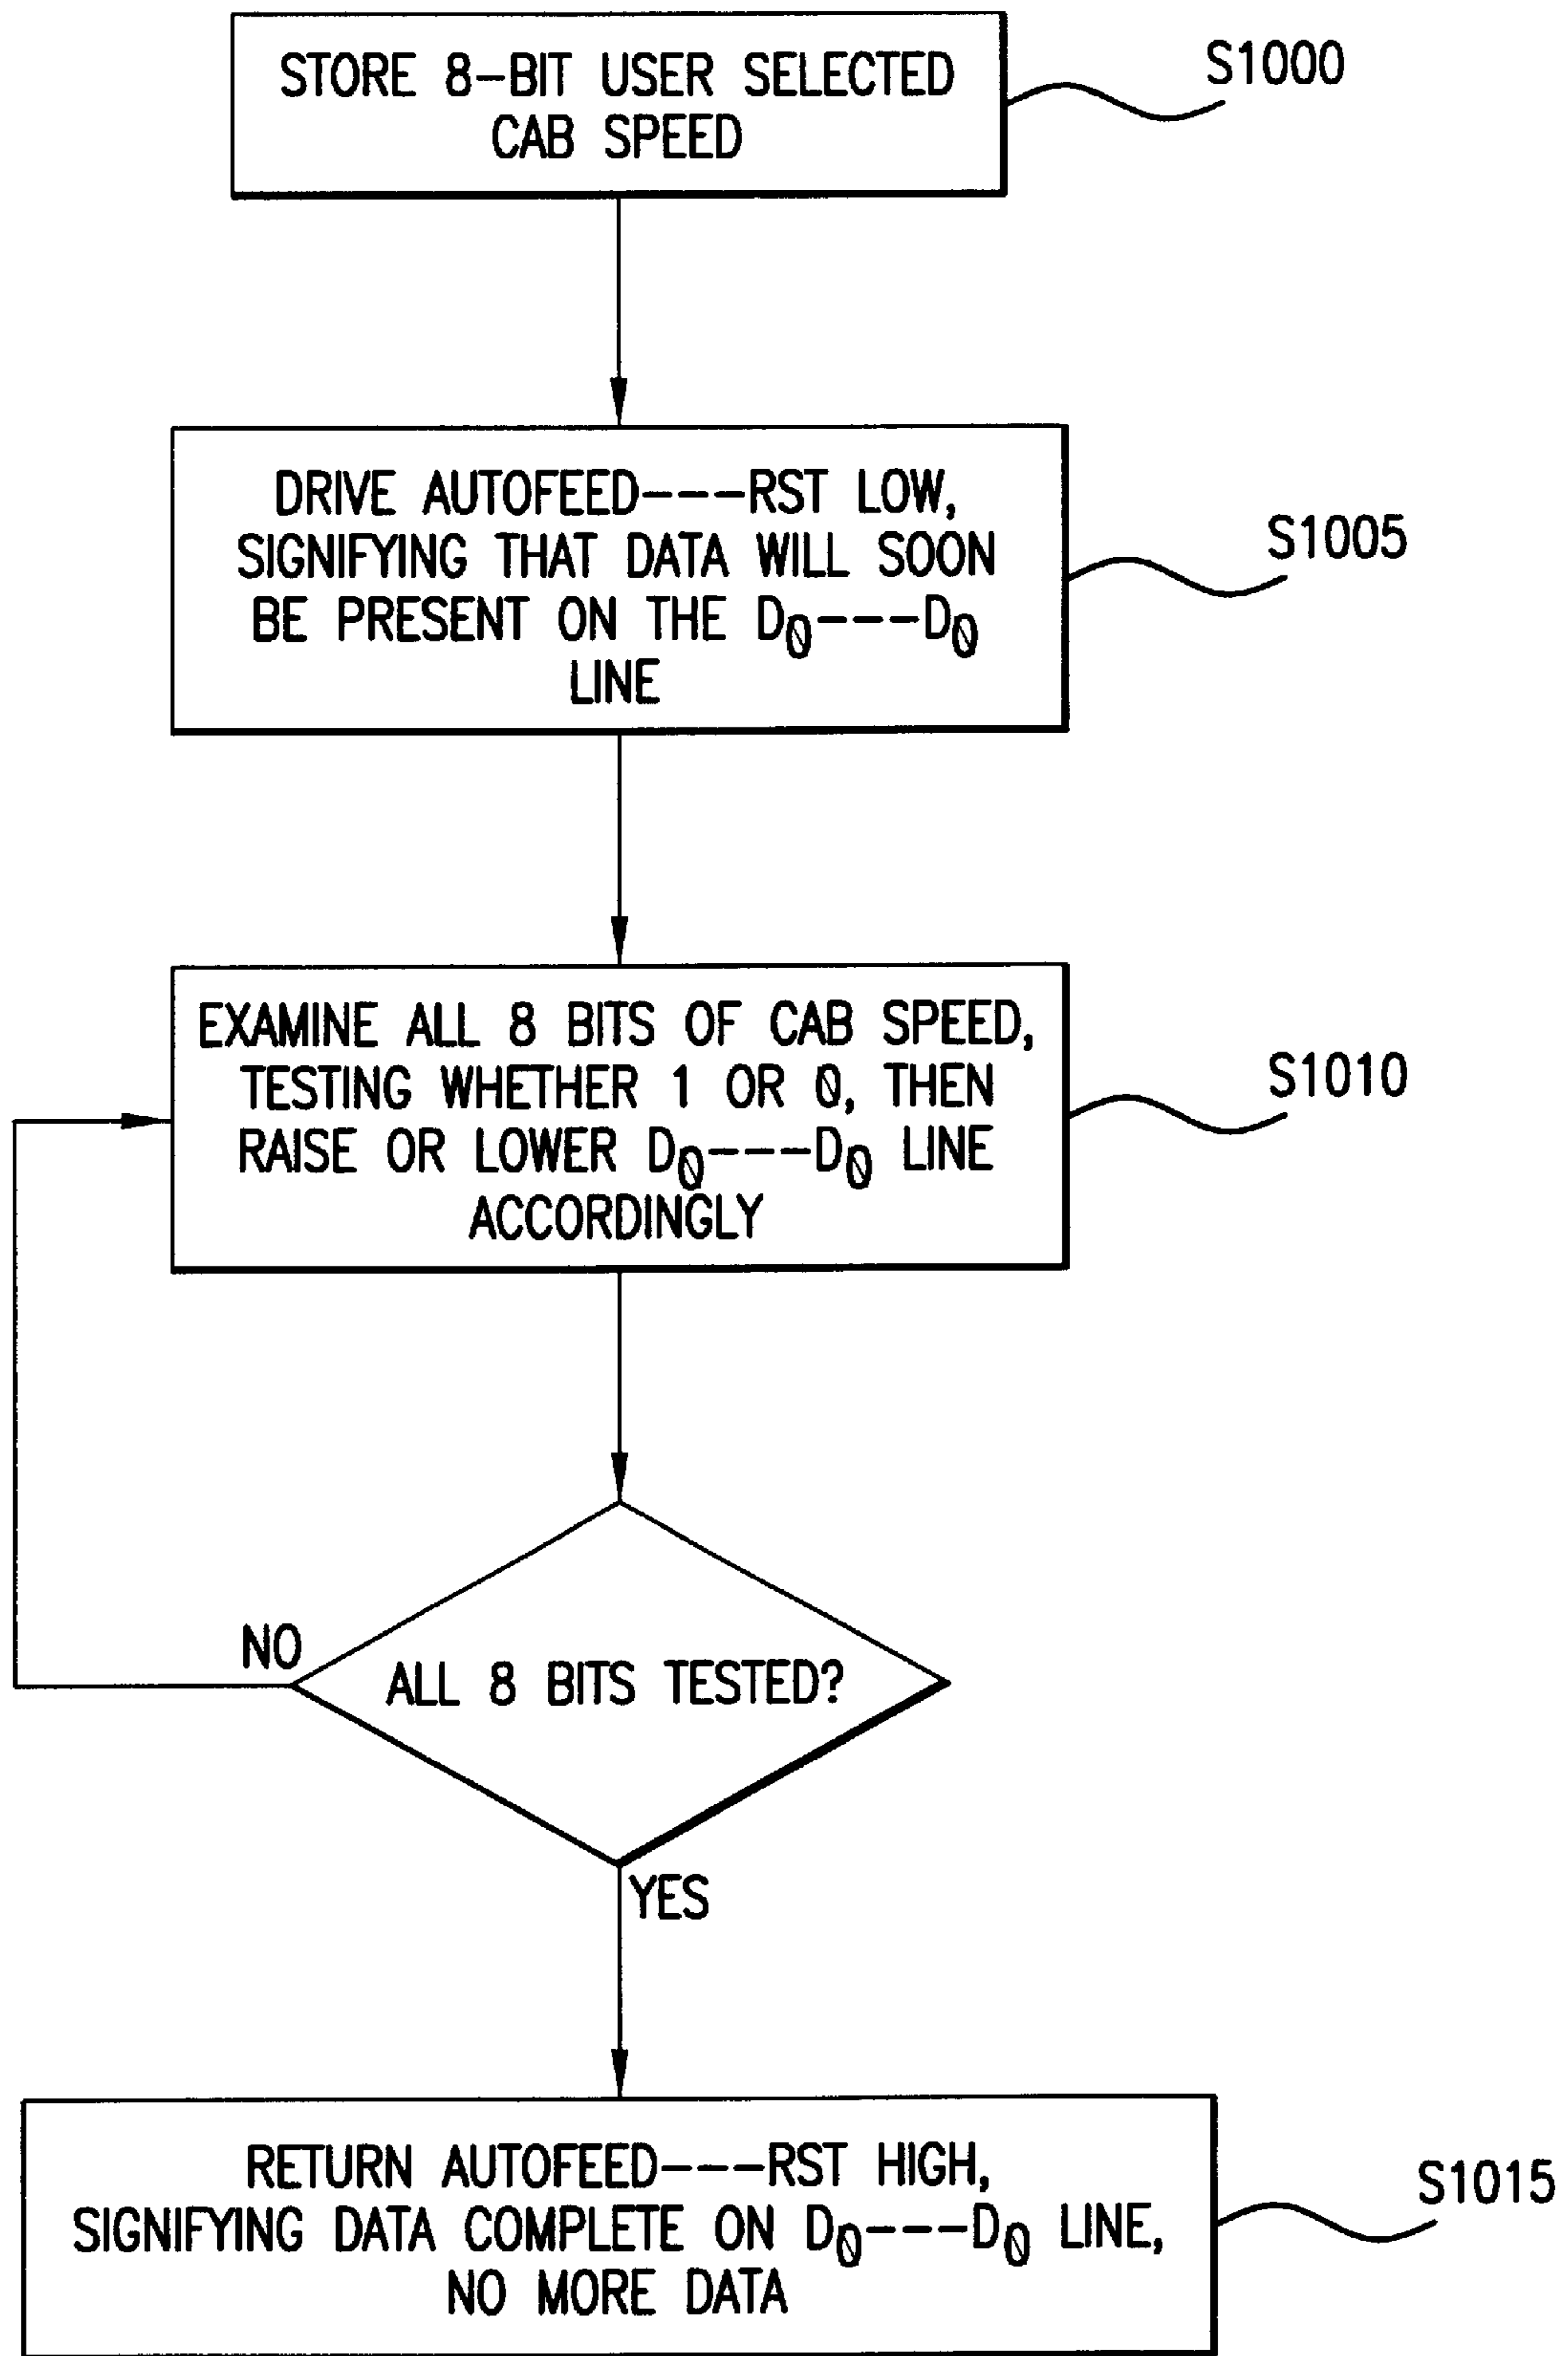 STORE 8-BIT USER SELECTED
CAB SPEED
S1000
DRIVE AUTOFEED---RST LOW,
SIGNIFYING THAT DATA WILL SOON
BE PRESENT ON THE D0---D0
LINE
S1005
EXAMINE ALL 8 BITS OF CAB SPEED,
TESTING WHETHER 1 OR 0, THEN
RAISE OR LOWER D0---D0 LINE
ACCORDINGLY
S1010
NO
ALL 8 BITS TESTED?
YES
RETURN AUTOFEED---RST HIGH,
SIGNIFYING DATA COMPLETE ON D0---D0 LINE,
NO MORE DATA
S1015